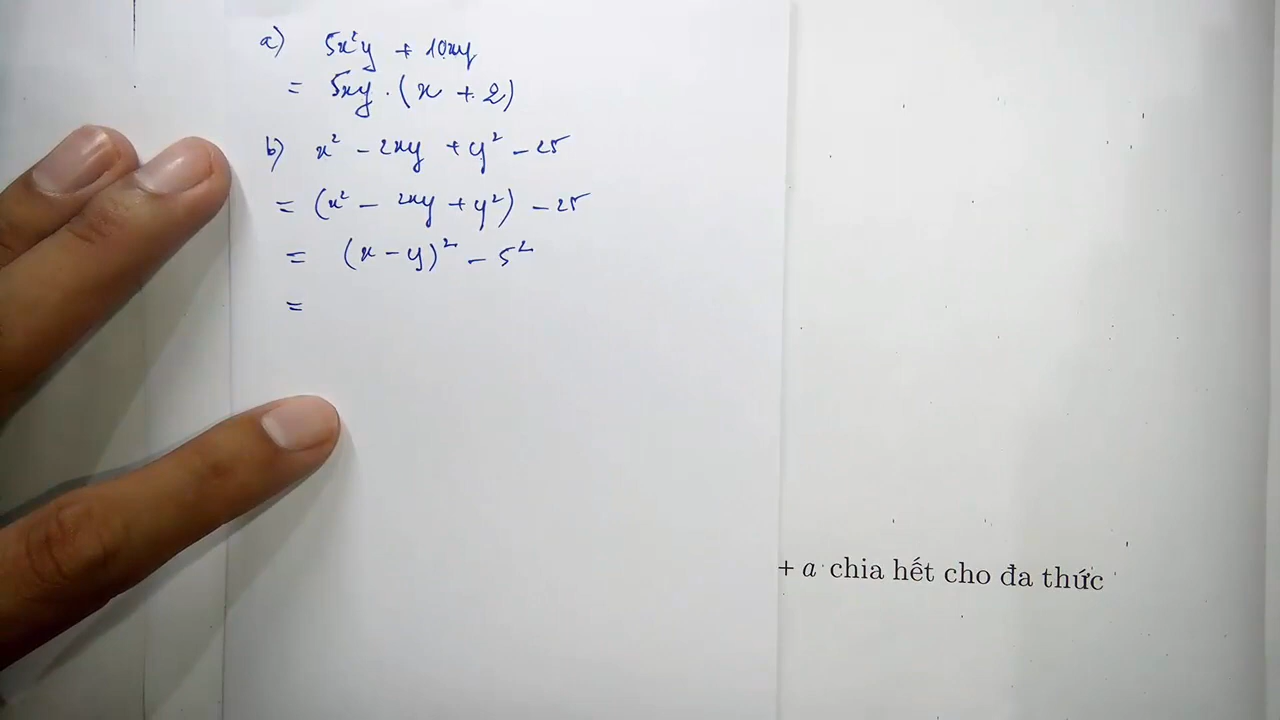 a) 5x²y + 10xy
= 5xy . (x + 2)
b) x² - 2xy + y² - 25
= (x² - 2xy + y²) - 25
= (x - y)² - 5²
=
+ a chia hết cho đa thức